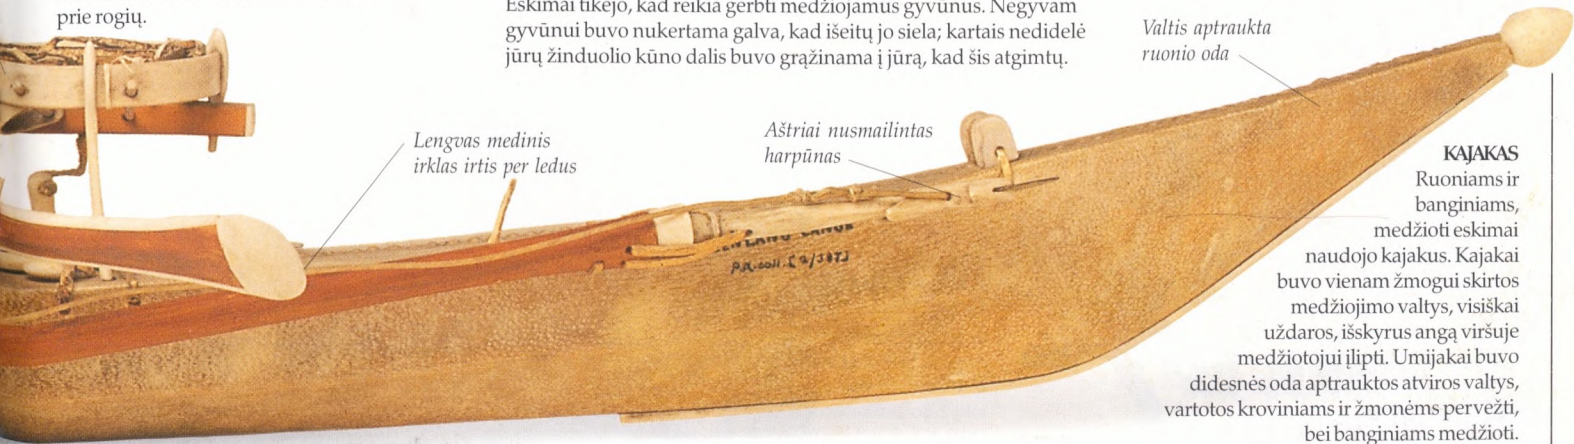 prie rogių.
Eskimai tikėjo, kad reikia gerbti medžiojamus gyvūnus. Negyvam
gyvūnui buvo nukertama galva, kad išeitų jo siela; kartais nedidelė
jūrų žinduolio kūno dalis buvo grąžinama į jūrą, kad šis atgimtų.
Valtis aptraukta
ruonio oda
Lengvas medinis
irklas irtis per ledus
Aštriai nusmailintas
harpūnas
KAJAKAS
Ruoniams ir
banginiams,
medžioti eskimai
naudojo kajakus. Kajakai
buvo vienam žmogui skirtos
medžiojimo valtys, visiškai
uždaros, išskyrus angą viršuje
medžiotojui įlipti. Umijakai buvo
didesnės oda aptrauktos atviros valtys,
vartotos kroviniams ir žmonėms pervežti,
bei banginiams medžioti.